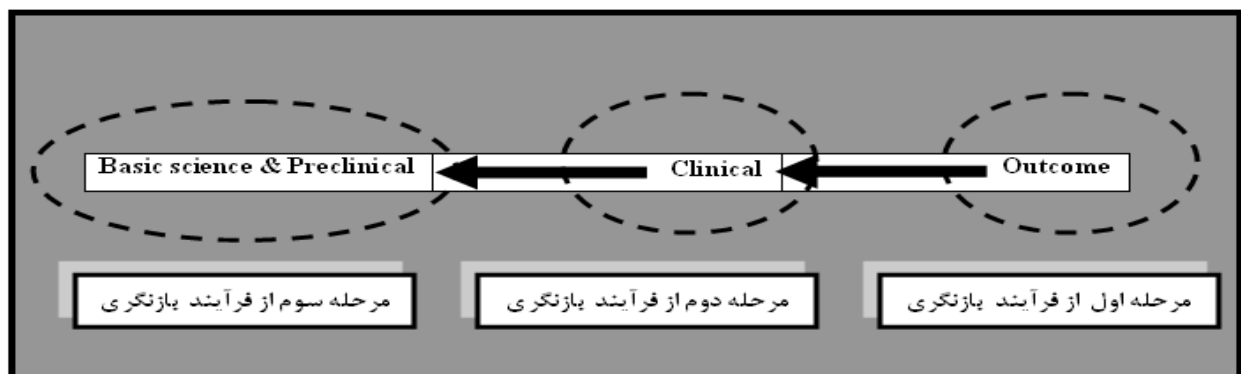 Basic science & Preclinical
Clinical
Outcome
مرحله اول از فرآیند بازنگری
مرحله دوم از فرآیند بازنگری
مرحله سوم از فرآیند بازنگری